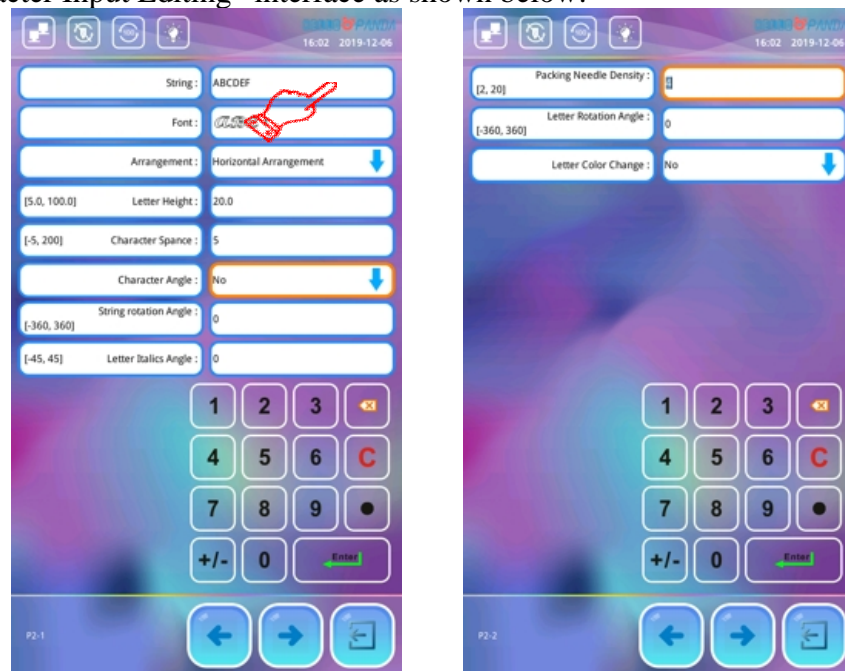 eter Input Editing" interface as shown below:
PANDA
16:02 2019-12-06
String : ABCDEF
Font :
Arrangement : Horizontal Arrangement
[5.0, 100.0] Letter Height : 20.0
[-5, 200] Character Spance : 5
Character Angle : No
String rotation Angle :
[-360, 360] 0
[-45, 45] Letter Italics Angle : 0
1 2 3
4 5 6 C
7 8 9
+/- 0 Enter
P2-1
PANDA
16:02 2019-12-06
Packing Needle Density :
[2, 20]
Letter Rotation Angle :
[-360, 360] 0
Letter Color Change : No
1 2 3
4 5 6 C
7 8 9
+/- 0 Enter
P2-2